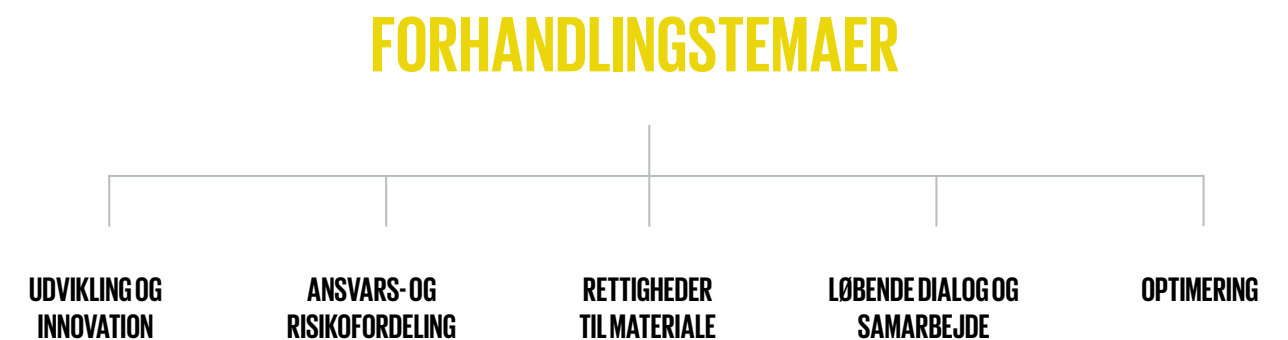 FORHANDLINGSTEMAER
UDVIKLING OG
INNOVATION
ANSVARS- OG
RISIKOFORDELING
RETTIGHEDER
TIL MATERIALE
LØBENDE DIALOG OG
SAMARBEJDE
OPTIMERING